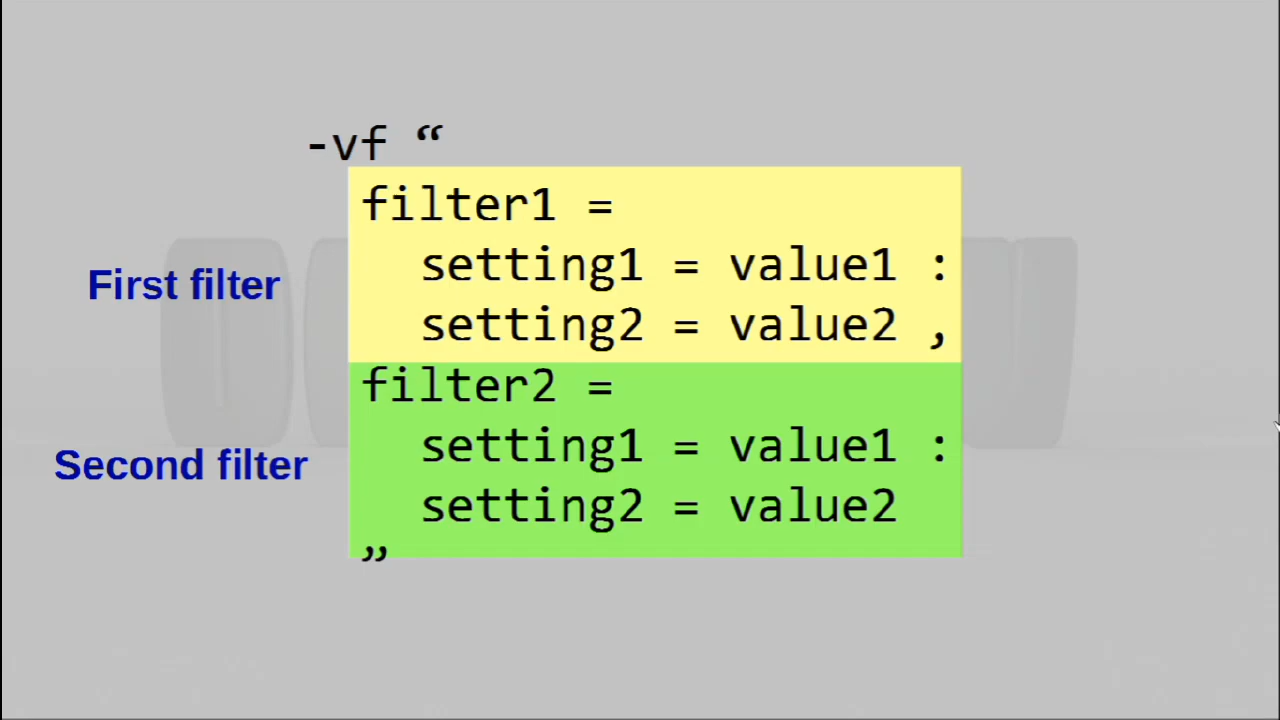 -vf “
filter1 =
setting1 = value1 :
First filter
setting2 = value2 ,
filter2 =
setting1 = value1 :
Second filter
setting2 = value2
”